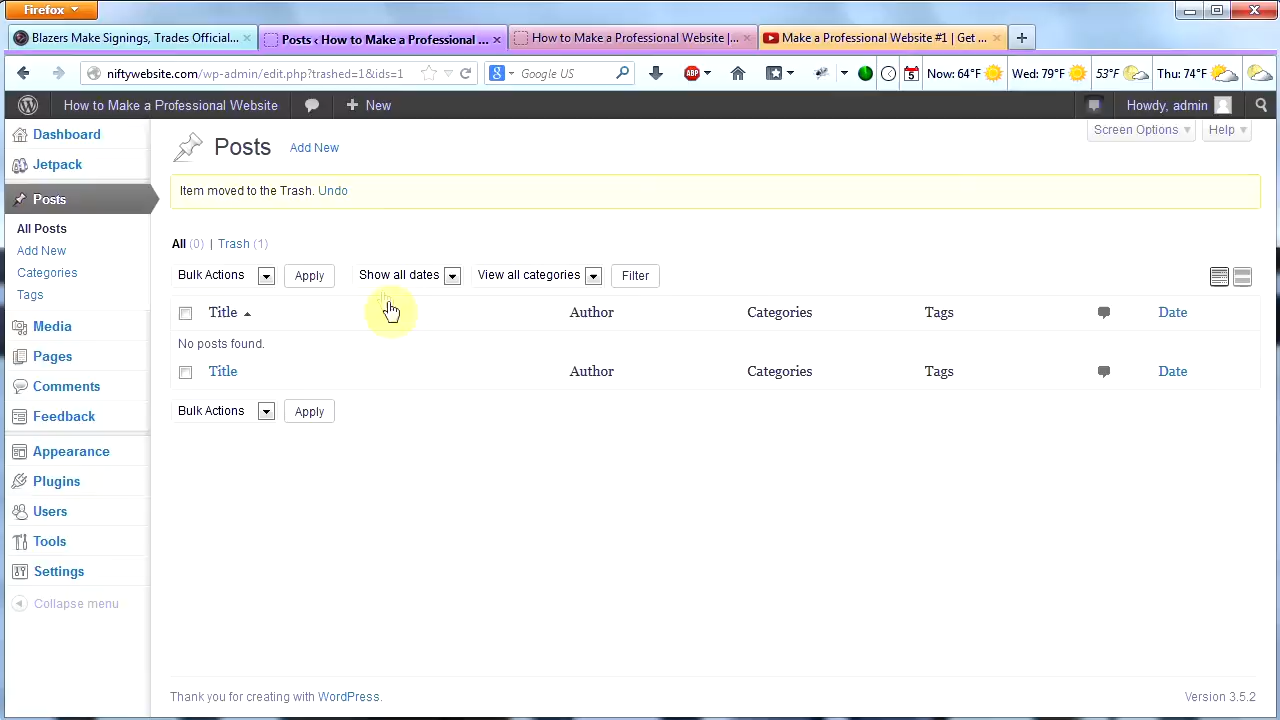 Firefox
Blazers Make Signings, Trades Official...
Posts ‹ How to Make a Professional ...
How to Make a Professional Website |...
Make a Professional Website #1 | Get ...
niftywebsite.com/wp-admin/edit.php?trashed=1&ids=1
Google US
ABP
5
Now: 64°F
Wed: 79°F
53°F
Thu: 74°F
How to Make a Professional Website
New
Howdy, admin
Dashboard
Jetpack
Posts
All Posts
Add New
Categories
Tags
Media
Pages
Comments
Feedback
Appearance
Plugins
Users
Tools
Settings
Collapse menu
Screen Options
Help
Posts Add New
Item moved to the Trash. Undo
All (0) | Trash (1)
Bulk Actions Apply Show all dates View all categories Filter
Title Author Categories Tags Date
No posts found.
Title Author Categories Tags Date
Bulk Actions Apply
Thank you for creating with WordPress. Version 3.5.2